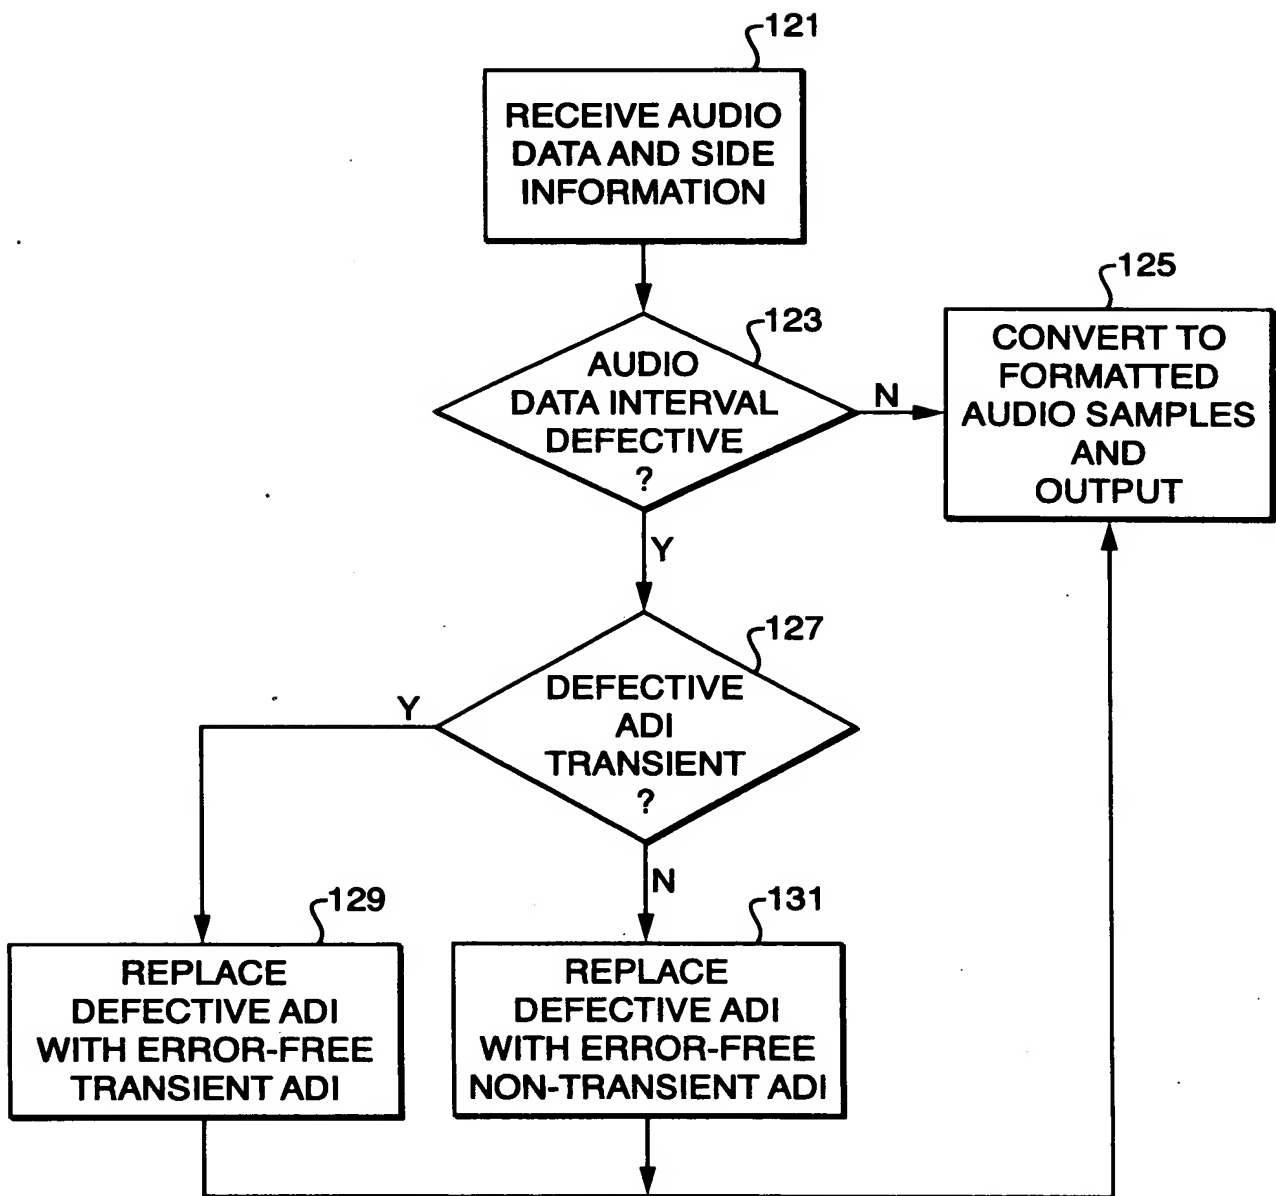 121
RECEIVE AUDIO
DATA AND SIDE
INFORMATION
123
AUDIO
DATA INTERVAL
DEFECTIVE
?
N
125
CONVERT TO
FORMATTED
AUDIO SAMPLES
AND
OUTPUT
Y
127
DEFECTIVE
ADI
TRANSIENT
?
Y
N
129
REPLACE
DEFECTIVE ADI
WITH ERROR-FREE
TRANSIENT ADI
131
REPLACE
DEFECTIVE ADI
WITH ERROR-FREE
NON-TRANSIENT ADI